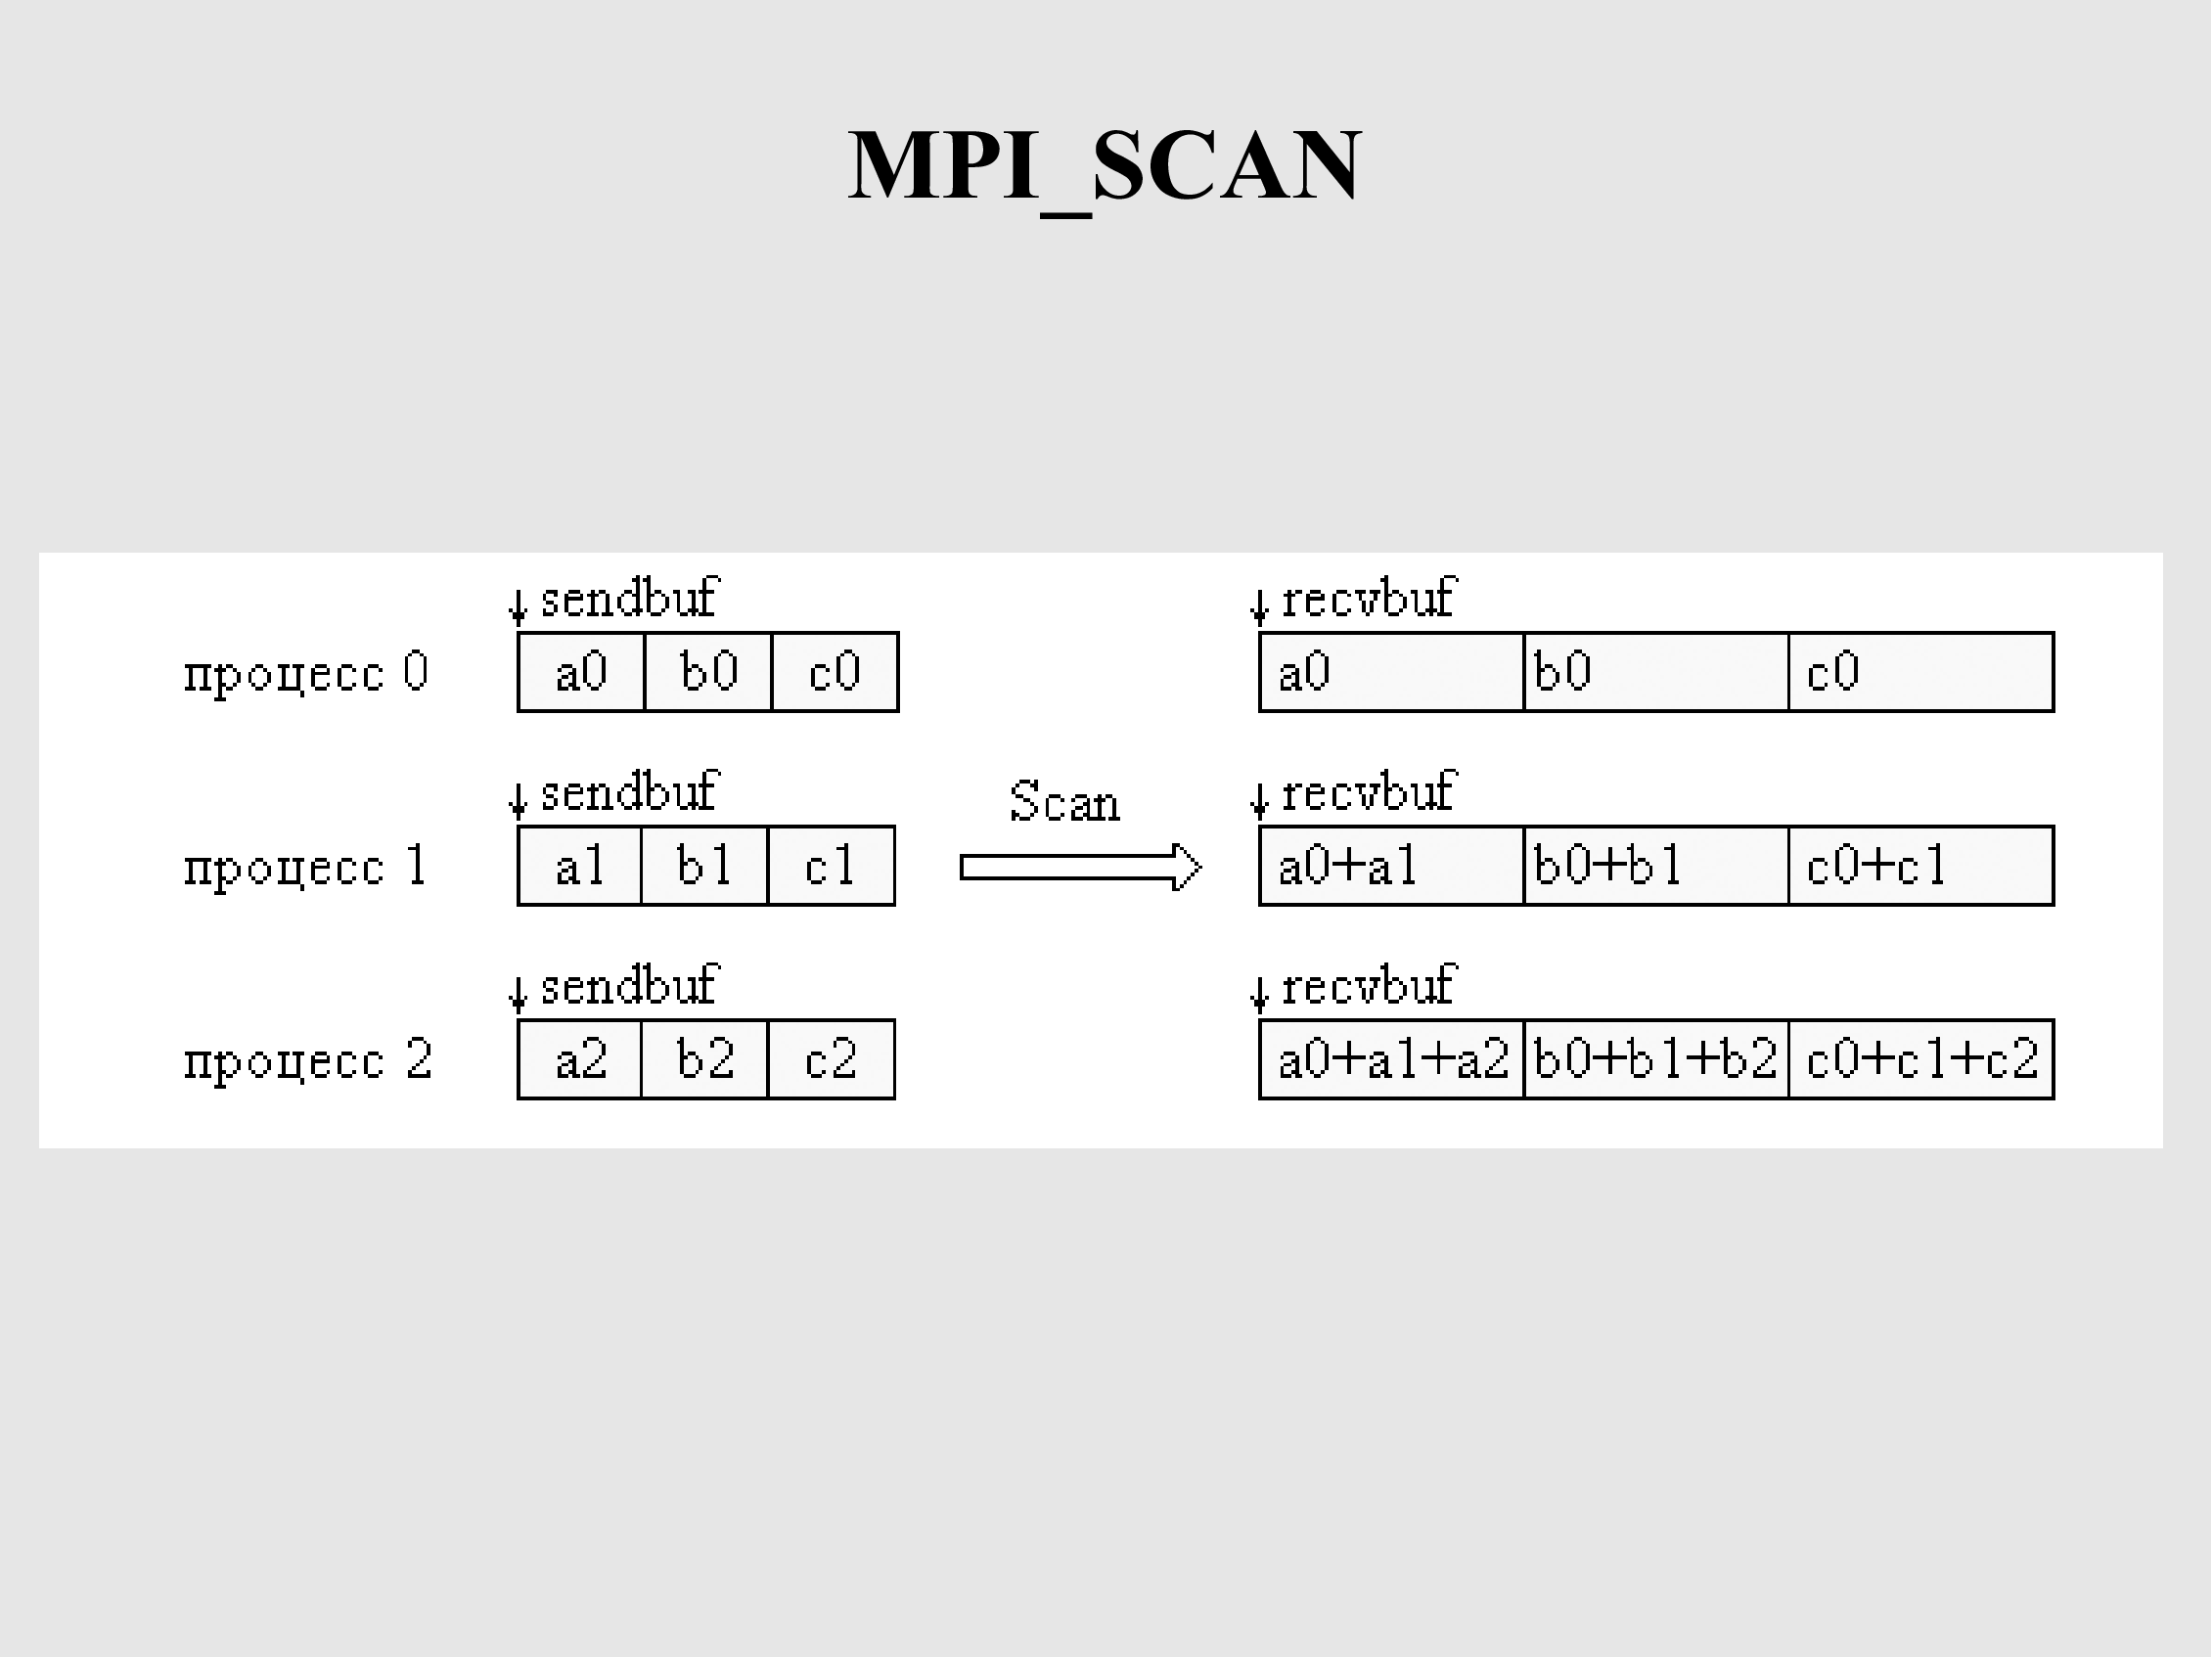 MPI_SCAN
sendbuf recvbuf
процесс 0 a0 b0 c0 a0 b0 c0
sendbuf Scan recvbuf
процесс 1 a1 b1 c1 a0+a1 b0+b1 c0+c1
sendbuf recvbuf
процесс 2 a2 b2 c2 a0+a1+a2 b0+b1+b2 c0+c1+c2